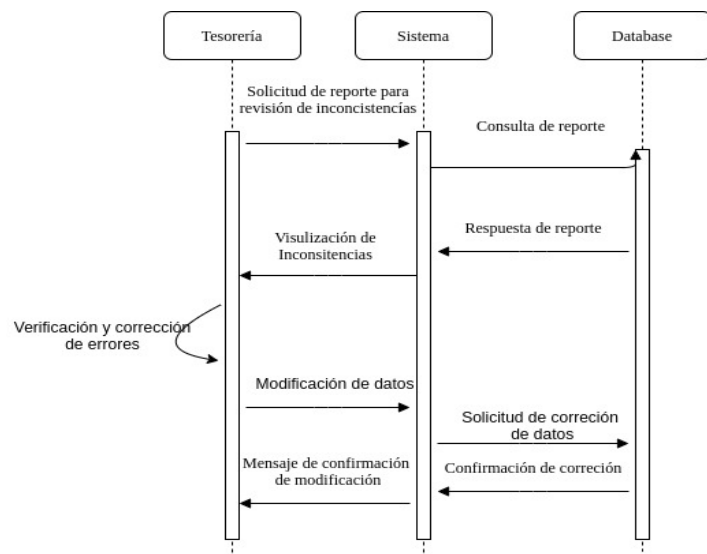 Tesorería
Sistema
Database
Solicitud de reporte para
revisión de inconcistencías
Consulta de reporte
Respuesta de reporte
Visulización de
Inconsitencias
Verificación y corrección
de errores
Modificación de datos
Solicitud de correción
de datos
Mensaje de confirmación
de modificación
Confirmación de correción